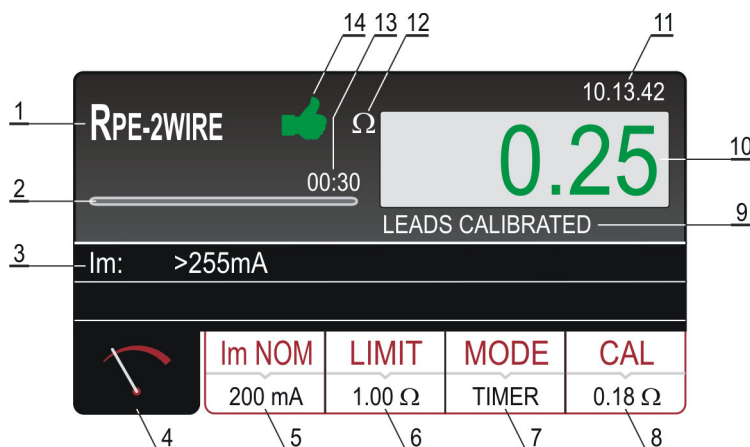 14 13 12 11
10.13.42
1 RPE-2WIRE Ω 0.25 10
2 00:30
LEADS CALIBRATED 9
3 Im: >255mA
Im NOM LIMIT MODE CAL
200 mA 1.00 Ω TIMER 0.18 Ω
4 5 6 7 8